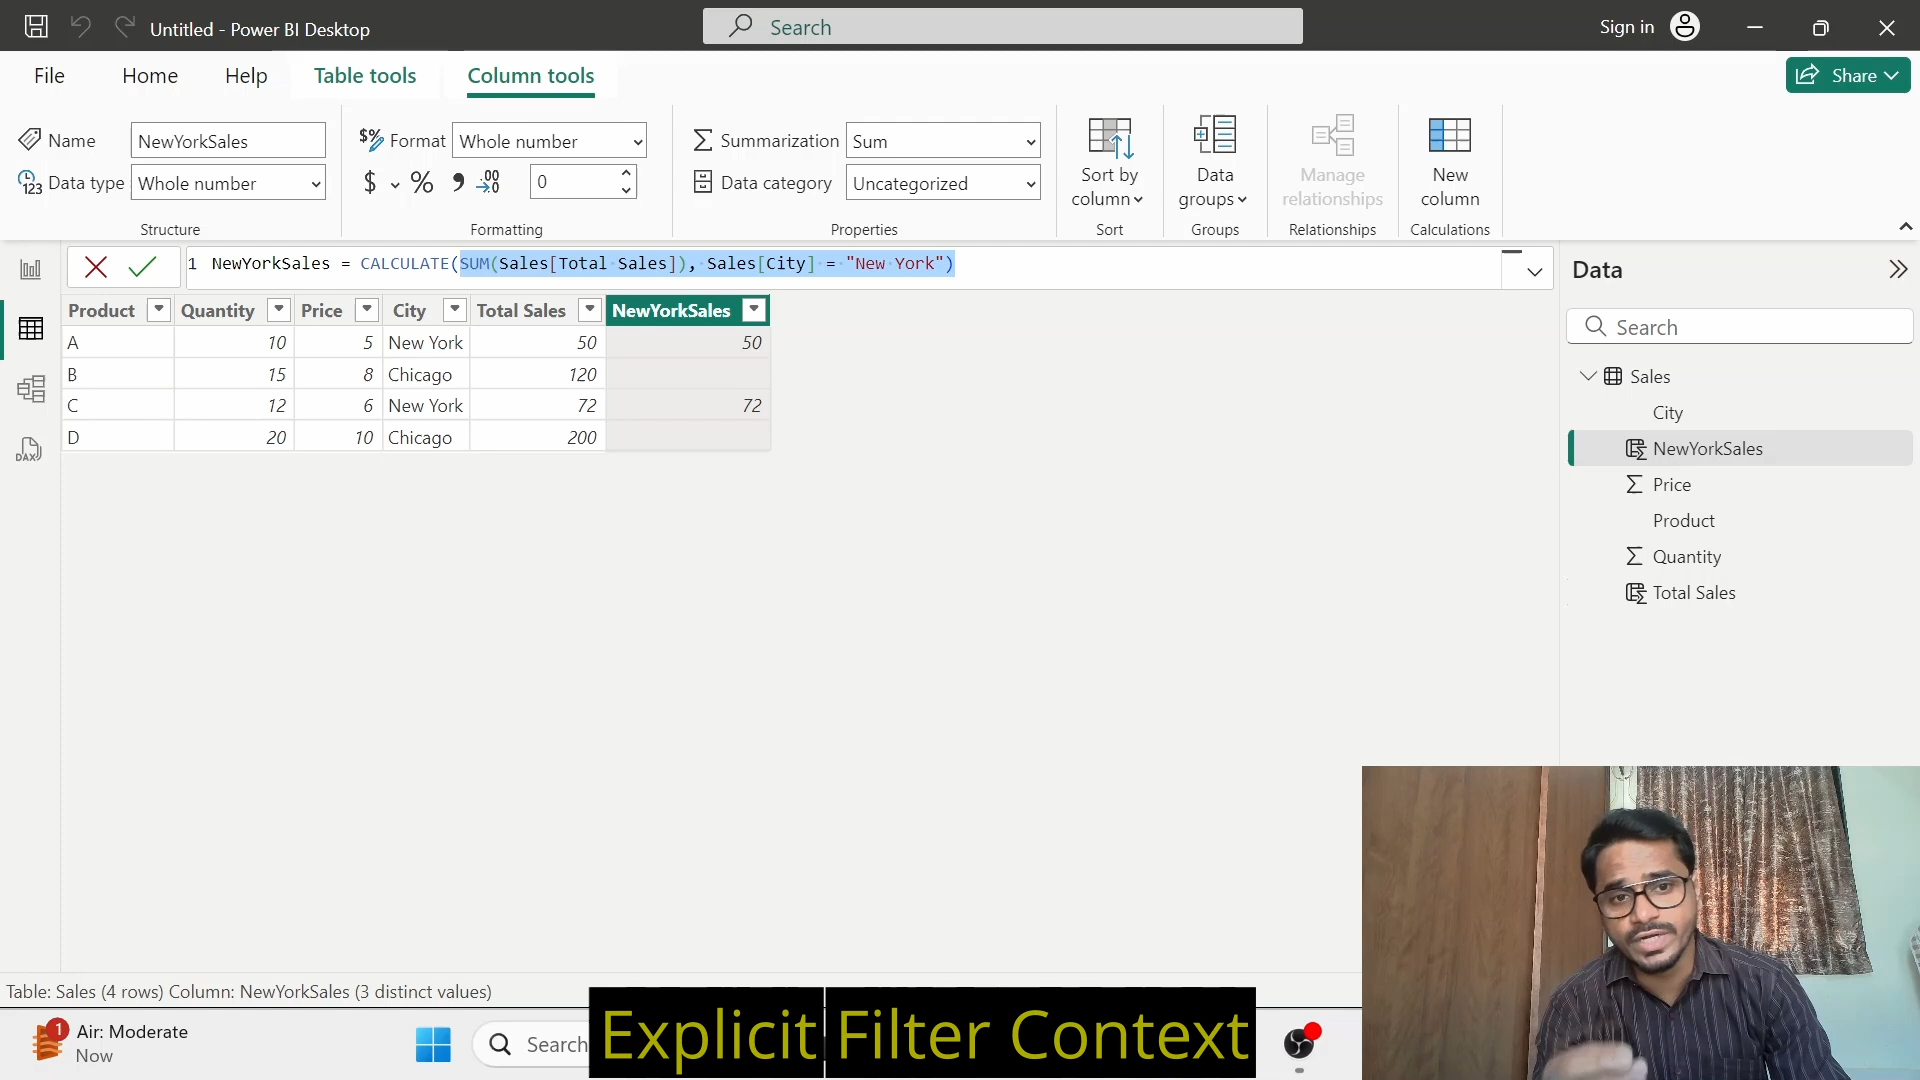 Untitled - Power BI Desktop
Search
Sign in
File
Home
Help
Table tools
Column tools
Share
Name
NewYorkSales
Format
Whole number
Summarization
Sum
Data type
Whole number
$
%
0
Data category
Uncategorized
Sort by
column
Data
groups
Manage
relationships
New
column
Structure
Formatting
Properties
Sort
Groups
Relationships
Calculations
1 NewYorkSales = CALCULATE(SUM(Sales[Total Sales]), Sales[City] = "New York")
Product Quantity Price City Total Sales NewYorkSales
A 10 5 New York 50 50
B 15 8 Chicago 120
C 12 6 New York 72 72
D 20 10 Chicago 200
DAX
Data
Search
Sales
City
NewYorkSales
Price
Product
Quantity
Total Sales
Table: Sales (4 rows) Column: NewYorkSales (3 distinct values)
1
Air: Moderate
Now
Search
Explicit Filter Context